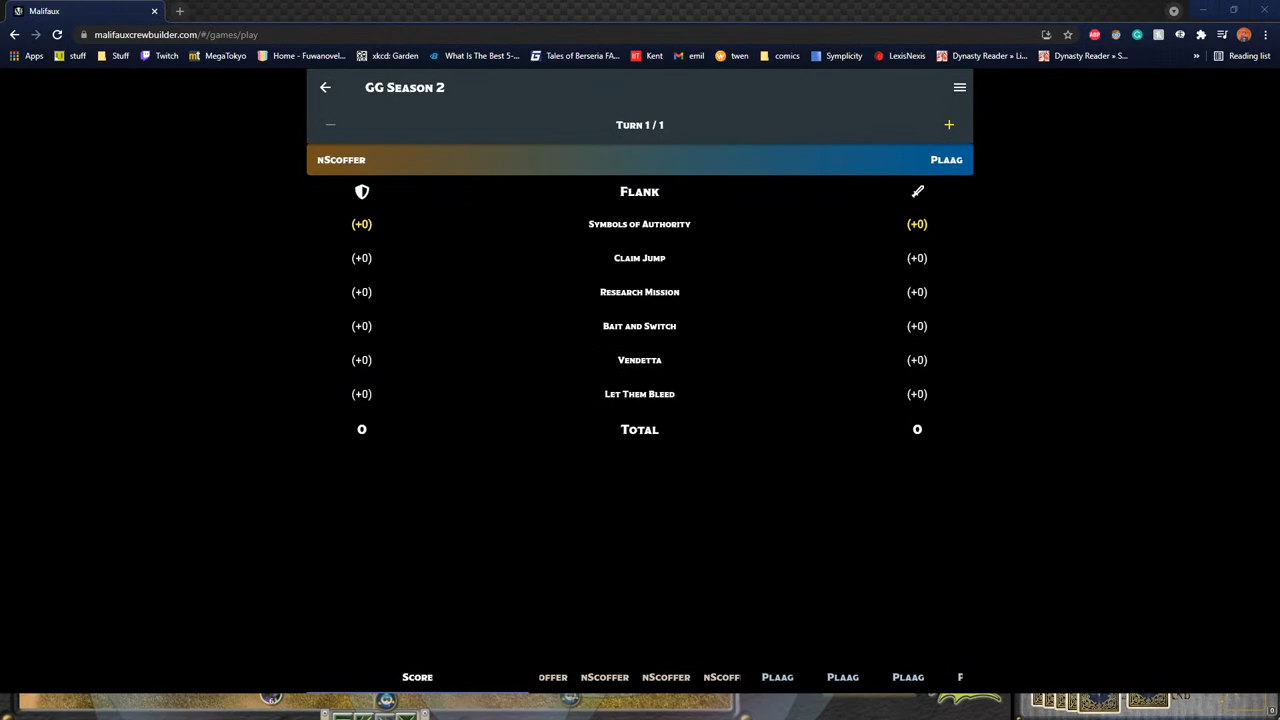 Malifaux
malifauxcrewbuilder.com/#/games/play
Apps stuff Stuff Twitch MegaTokyo Home - Fuwanovel... xkcd: Garden What Is The Best 5-... Tales of Berseria FA... Kent emil twen comics Symplicity LexisNexis Dynasty Reader » Li... Dynasty Reader » S... » Reading list
GG Season 2
Turn 1 / 1
nScoffer Plaag
Flank
(+0) Symbols of Authority (+0)
(+0) Claim Jump (+0)
(+0) Research Mission (+0)
(+0) Bait and Switch (+0)
(+0) Vendetta (+0)
(+0) Let Them Bleed (+0)
0 Total 0
Score offer nScoffer nScoffer nScoff Plaag Plaag Plaag P